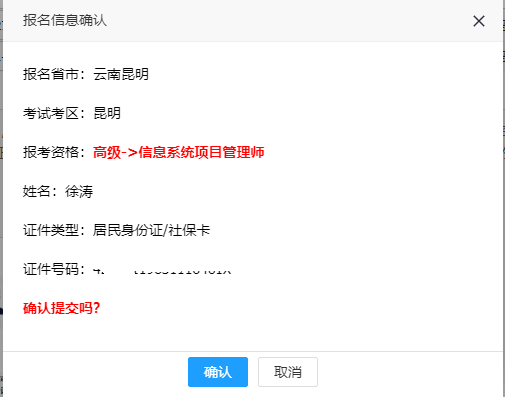 报名信息确认
报名省市：云南昆明
考试考区：昆明
报考资格：高级->信息系统项目管理师
姓名：徐涛
证件类型：居民身份证/社保卡
证件号码：
确认提交吗?
确认 取消